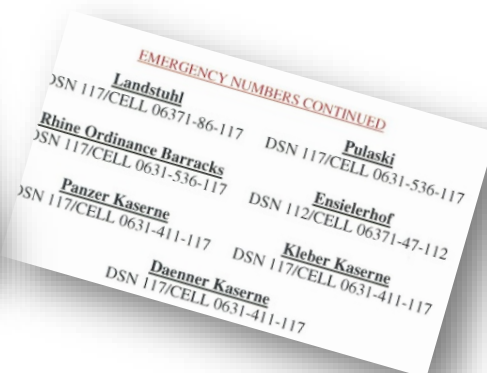 EMERGENCY NUMBERS CONTINUED
Landstuhl
DSN 117/CELL 06371-86-117
Rhine Ordinance Barracks
DSN 117/CELL 0631-536-117
Panzer Kaserne
DSN 117/CELL 0631-411-117
Pulaski
DSN 117/CELL 0631-536-117
Ensielerhof
DSN 112/CELL 06371-47-112
Kleber Kaserne
DSN 117/CELL 0631-411-117
Daenner Kaserne
DSN 117/CELL 0631-411-117